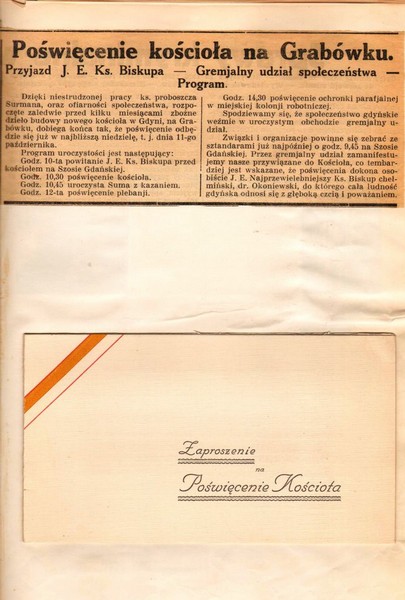 Poświęcenie kościoła na Grabówku.
Przyjazd J. E. Ks. Biskupa — Gremjalny udział społeczeństwa —
Program.
Dzięki niestrudzonej pracy ks. proboszcza
Surmana, oraz ofiarności społeczeństwa, rozpo-
częte zaledwie przed kilku miesiącami zbożne
dzieło budowy nowego kościoła w Gdyni, na Gra-
bówku, dobiega końca tak, że poświęcenie odbę-
dzie się już w najbliższą niedzielę, t. j. dnia 11-go
października.
Program uroczystości jest następujący:
Godz. 10-ta powitanie J. E. Ks. Biskupa przed
kościołem na Szosie Gdańskiej.
Godz. 10,30 poświęcenie kościoła.
Godz. 10,45 uroczysta Suma z kazaniem.
Godz. 12-ta poświęcenie plebanji.
Godz. 14,30 poświęcenie ochronki parafjalnej
w miejskiej kolonji robotniczej.
Spodziewamy się, że społeczeństwo gdyńskie
weźmie w uroczystym obchodzie gremjalny u-
dział.
Związki i organizacje powinne się zebrać ze
sztandarami już najpóźniej o godz. 9,45 na Szosie
Gdańskiej. Przez gremjalny udział zamanifestu-
jemy nasze przywiązanie do Kościoła, co tembar-
dziej jest wskazane, że poświęcenia dokona oso-
biście J. E. Najprzewielebniejszy Ks. Biskup cheł-
miński, dr. Okoniewski, do którego cała ludność
gdyńska odnosi się z głęboką czcią i poważaniem.
Zaproszenie
na
Poświęcenie Kościoła